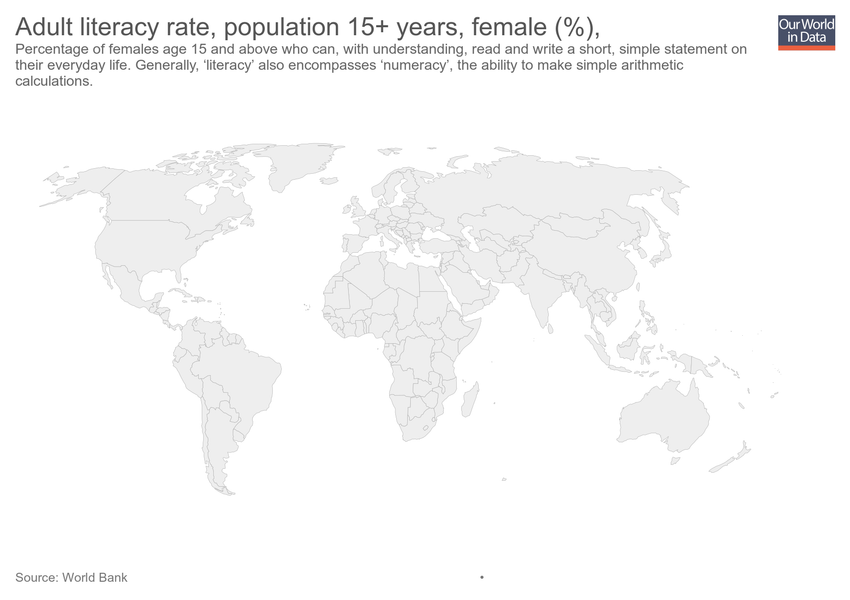 Adult literacy rate, population 15+ years, female (%),
Our World
in Data
Percentage of females age 15 and above who can, with understanding, read and write a short, simple statement on
their everyday life. Generally, ‘literacy’ also encompasses ‘numeracy’, the ability to make simple arithmetic
calculations.
Source: World Bank
•